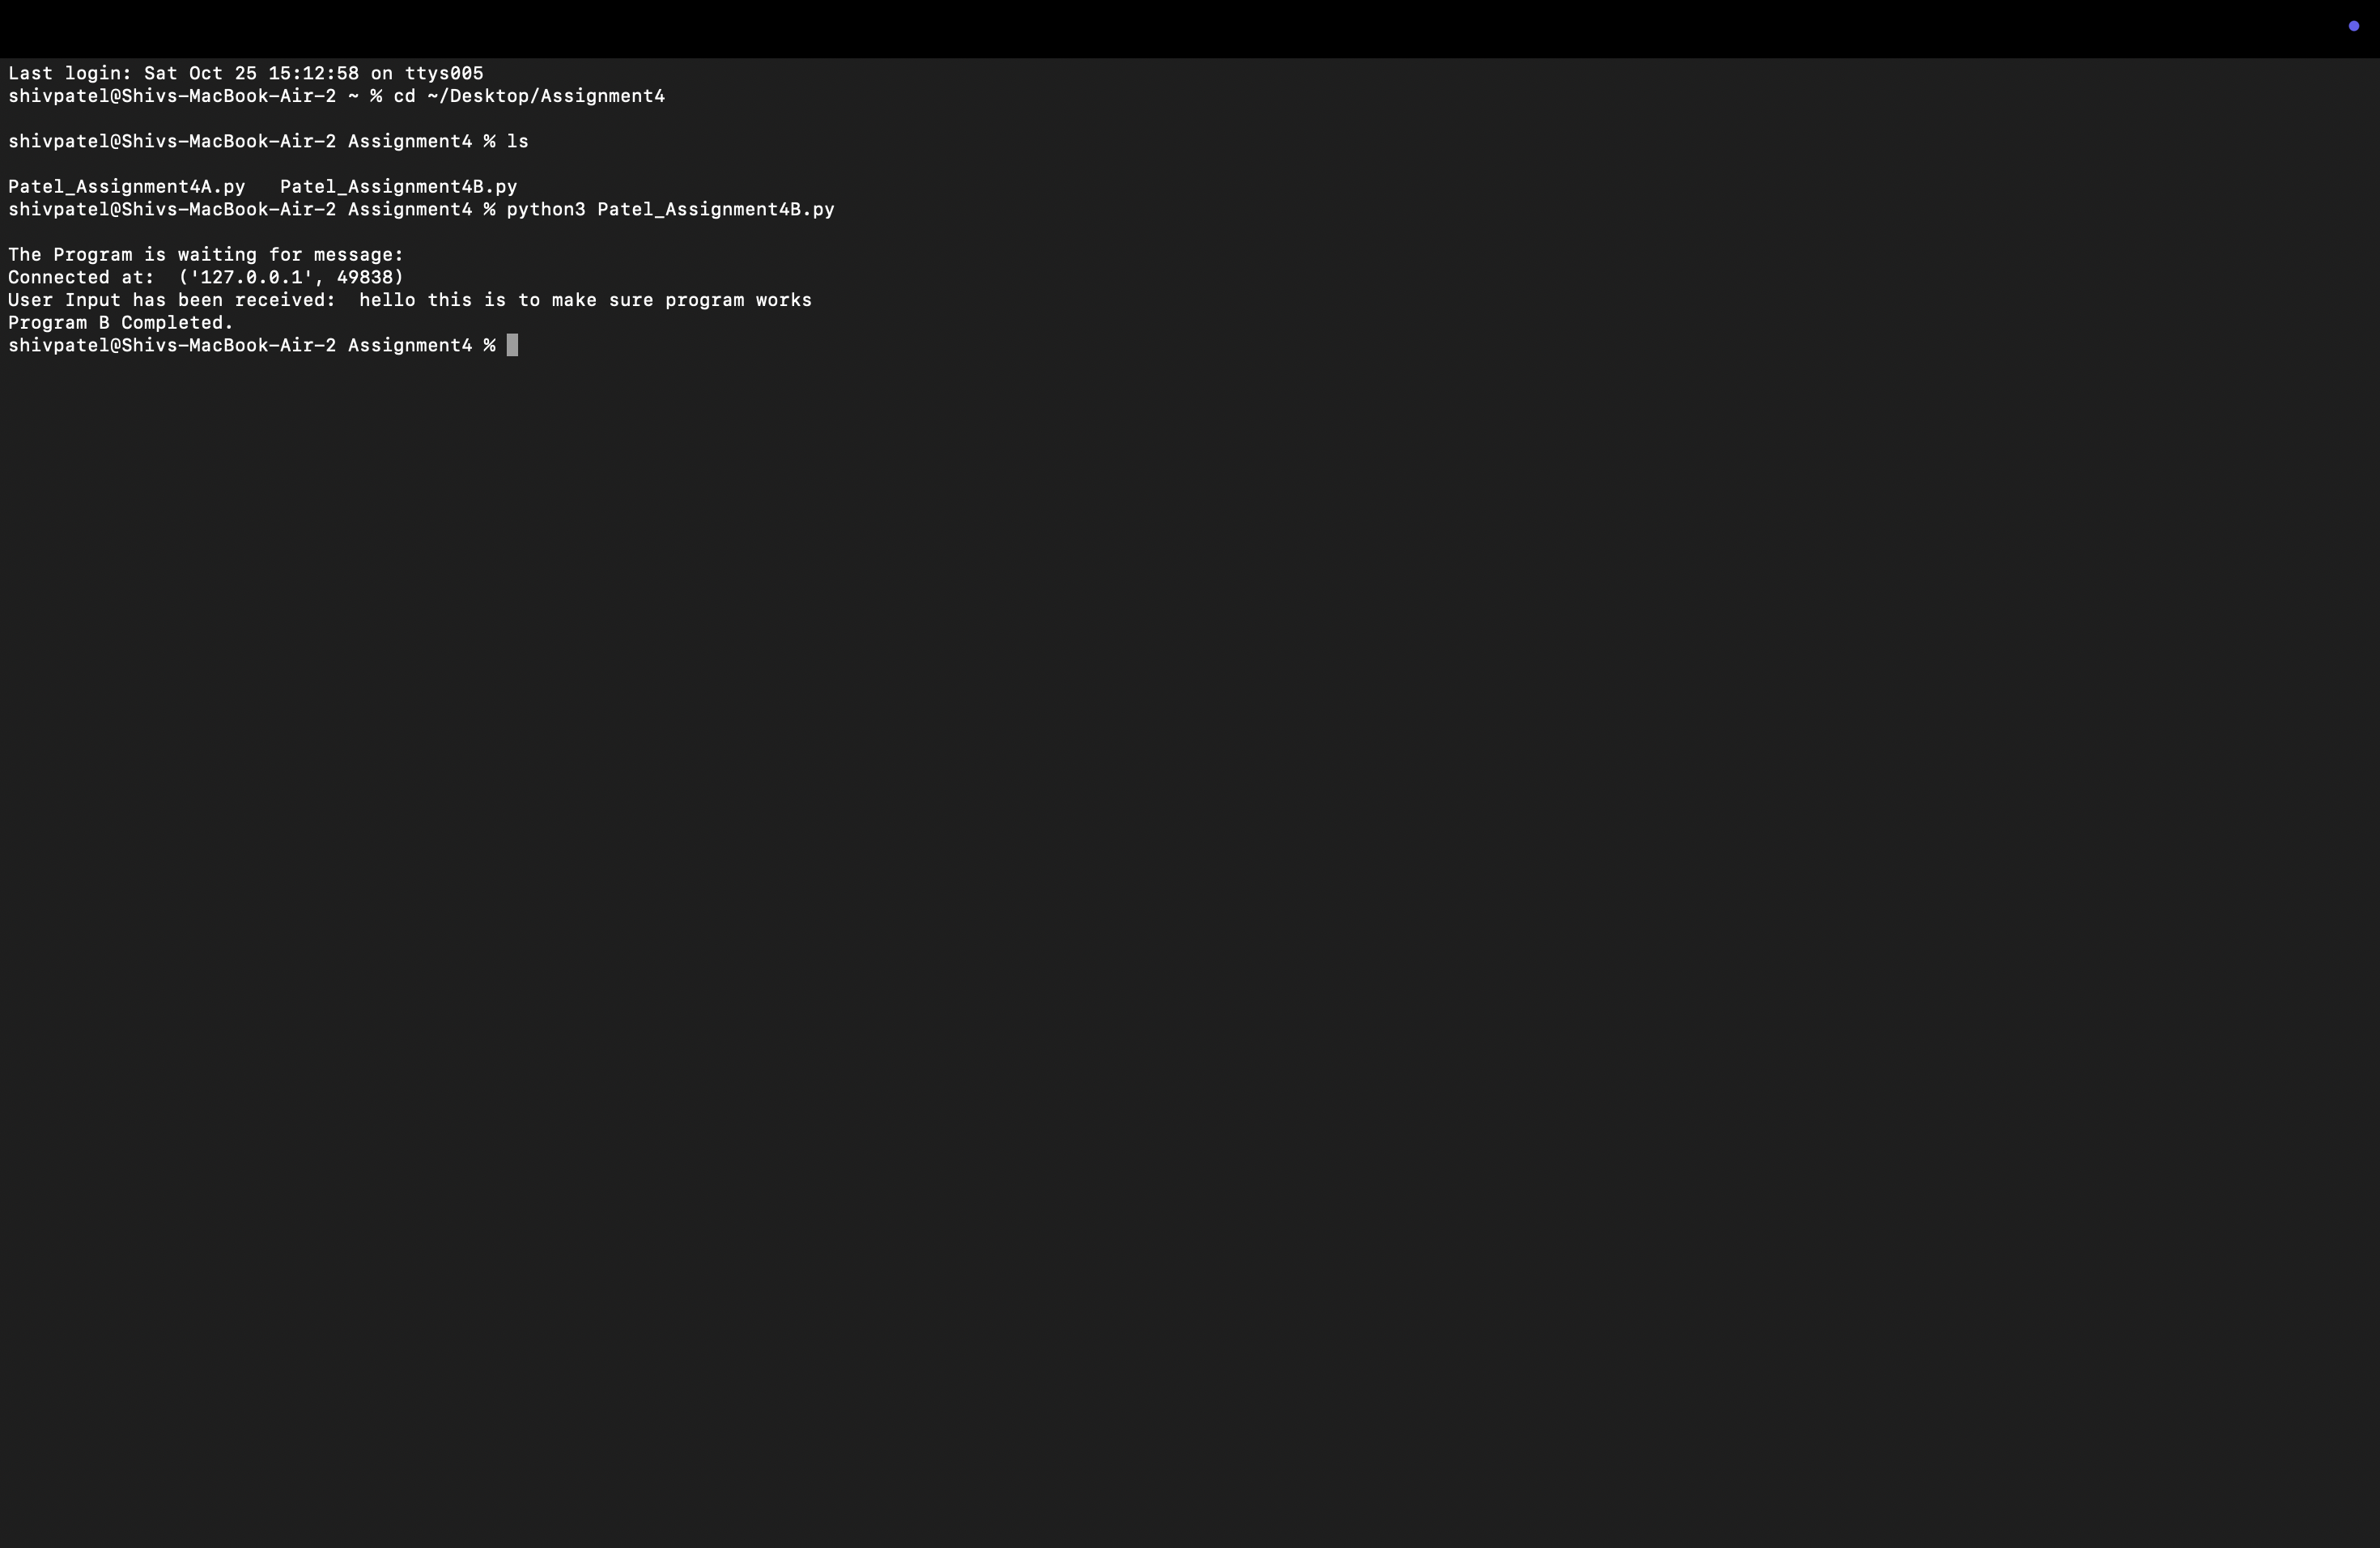 Last login: Sat Oct 25 15:12:58 on ttys005
shivpatel@Shivs-MacBook-Air-2 ~ % cd ~/Desktop/Assignment4
shivpatel@Shivs-MacBook-Air-2 Assignment4 % ls
Patel_Assignment4A.py   Patel_Assignment4B.py
shivpatel@Shivs-MacBook-Air-2 Assignment4 % python3 Patel_Assignment4B.py
The Program is waiting for message:
Connected at:  ('127.0.0.1', 49838)
User Input has been received:  hello this is to make sure program works
Program B Completed.
shivpatel@Shivs-MacBook-Air-2 Assignment4 %